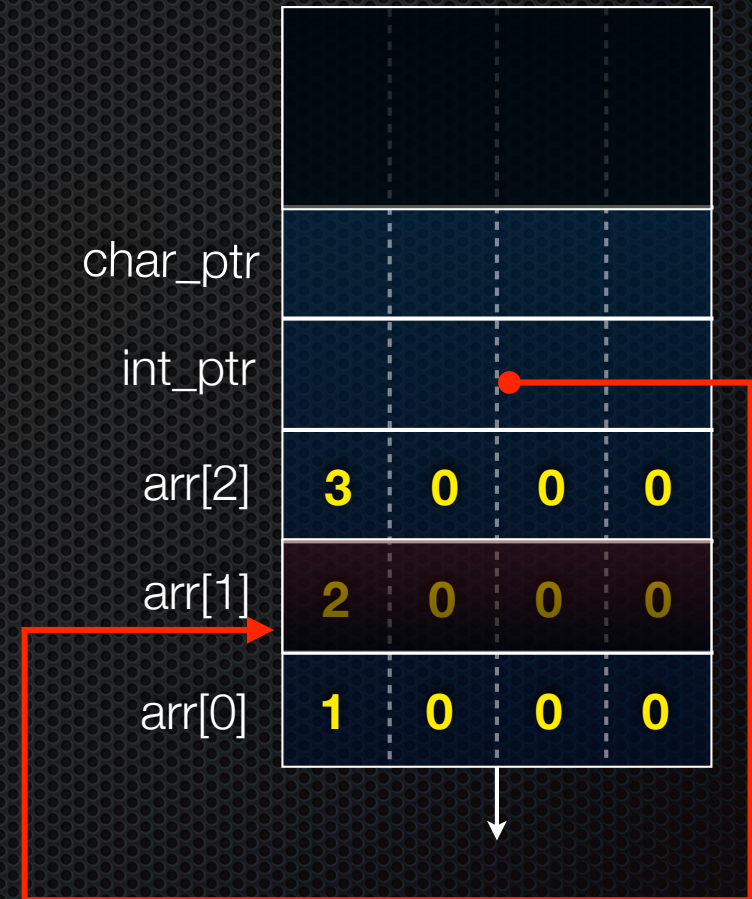 char_ptr
int_ptr
arr[2] 3 0 0 0
arr[1] 2 0 0 0
arr[0] 1 0 0 0